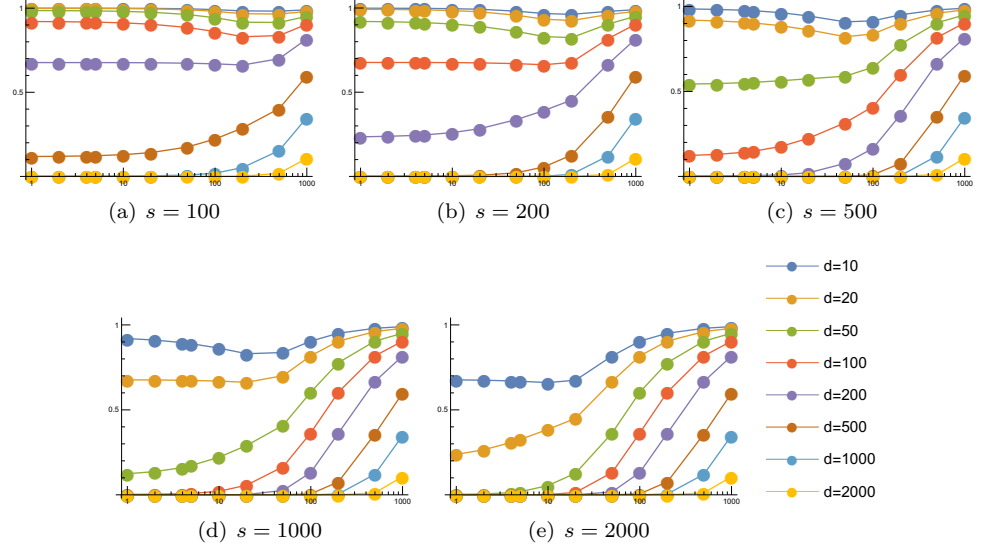 1
0.5
1 10 100 1000
(a) s = 100
1
0.5
1 10 100 1000
(b) s = 200
1
0.5
1 10 100 1000
(c) s = 500
1
0.5
1 10 100 1000
(d) s = 1000
1
0.5
1 10 100 1000
(e) s = 2000
d=10
d=20
d=50
d=100
d=200
d=500
d=1000
d=2000